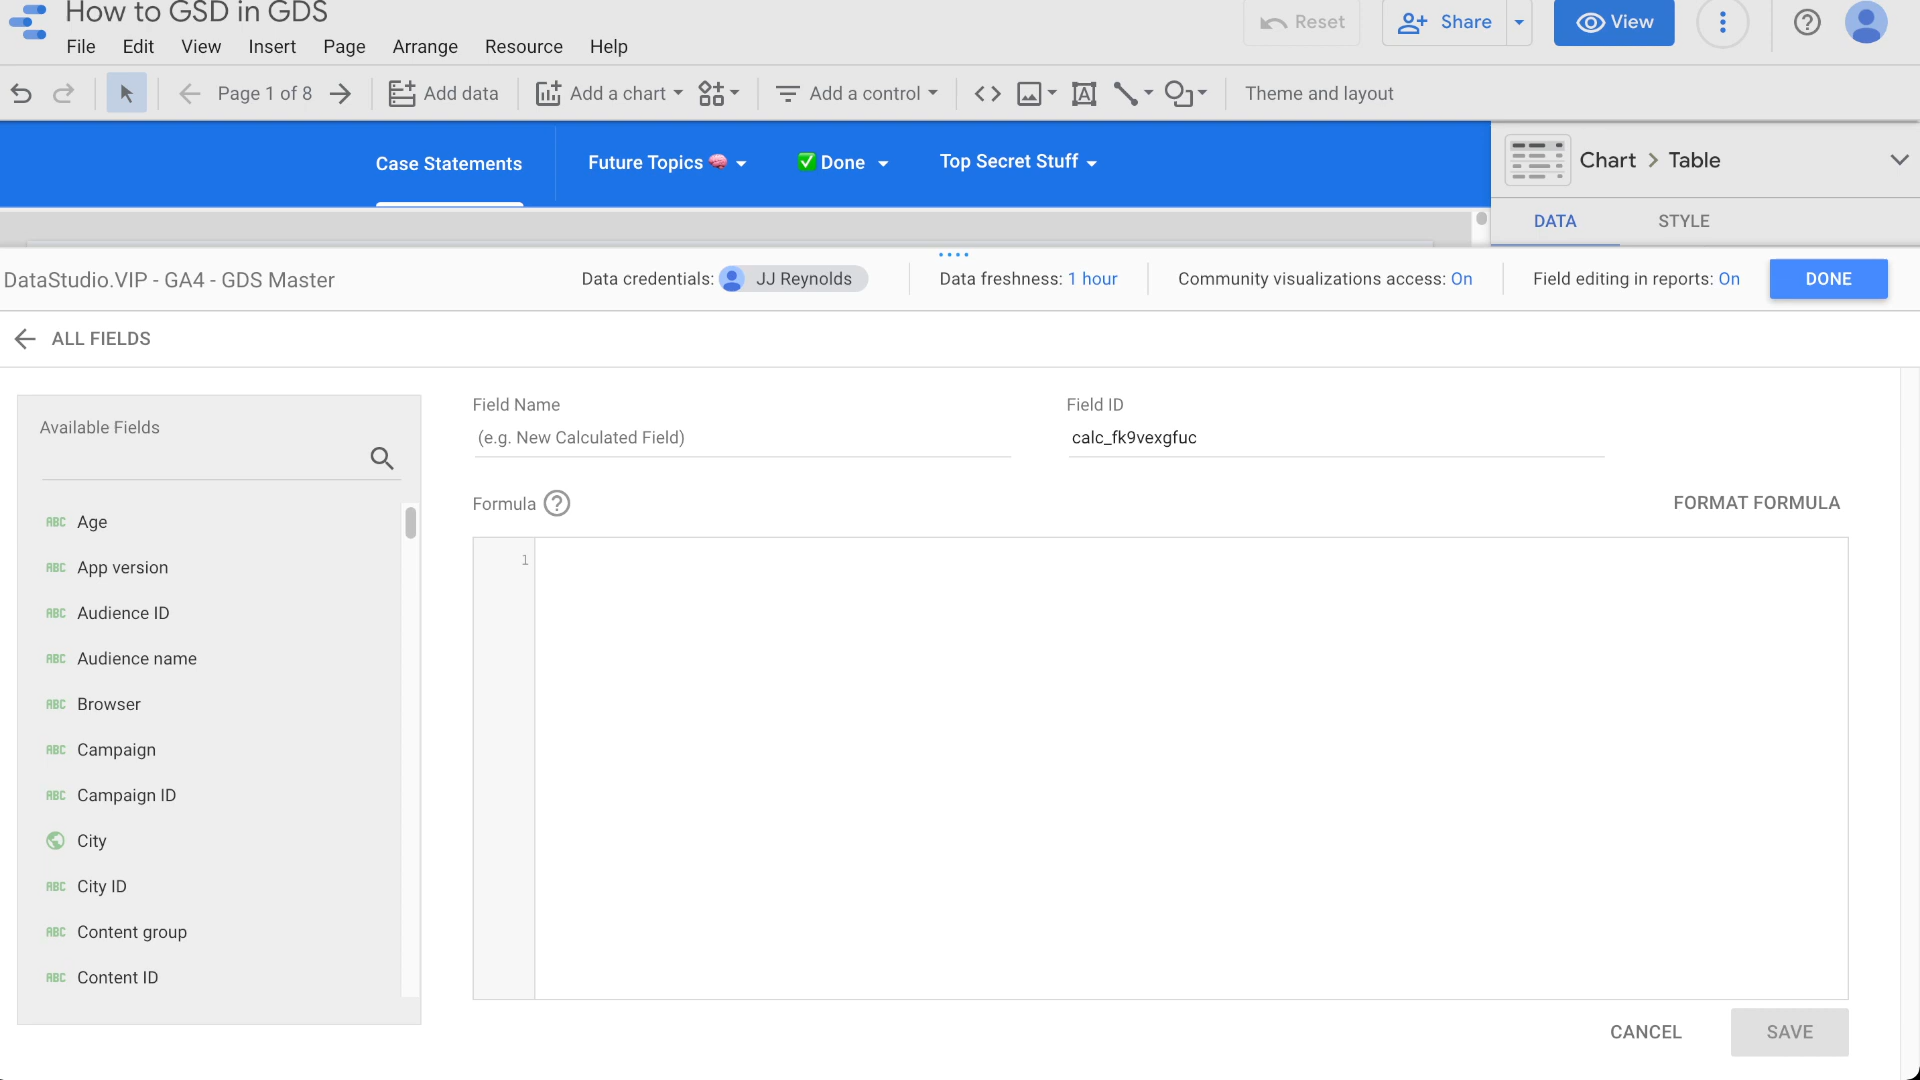 How to GSD in GDS
File Edit View Insert Page Arrange Resource Help
Reset Share View
Page 1 of 8 Add data Add a chart Add a control Theme and layout
Case Statements Future Topics🧠 ✅Done Top Secret Stuff
Chart > Table
DATA STYLE
DataStudio.VIP - GA4 - GDS Master
Data credentials: JJ Reynolds Data freshness: 1 hour Community visualizations access: On Field editing in reports: On DONE
ALL FIELDS
Available Fields
ABC Age
ABC App version
ABC Audience ID
ABC Audience name
ABC Browser
ABC Campaign
ABC Campaign ID
City
ABC City ID
ABC Content group
ABC Content ID
Field Name
(e.g. New Calculated Field)
Field ID
calc_fk9vexgfuc
Formula ?
FORMAT FORMULA
1
CANCEL SAVE